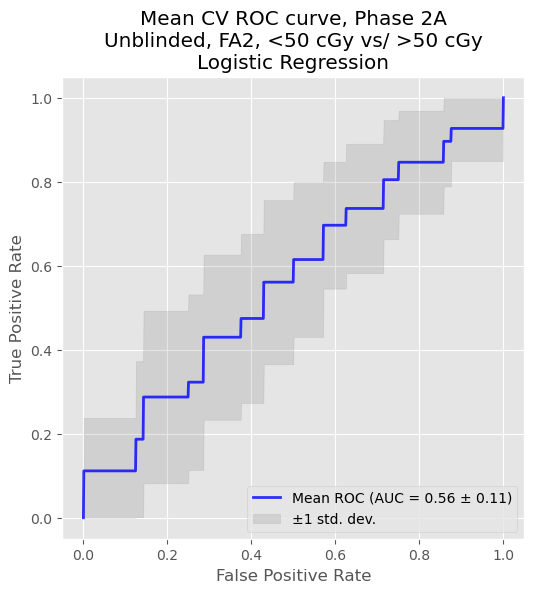 Mean CV ROC curve, Phase 2A
Unblinded, FA2, <50 cGy vs/ >50 cGy
Logistic Regression
True Positive Rate
1.0
0.8
0.6
0.4
0.2
0.0
Mean ROC (AUC = 0.56 ± 0.11)
±1 std. dev.
0.0 0.2 0.4 0.6 0.8 1.0
False Positive Rate